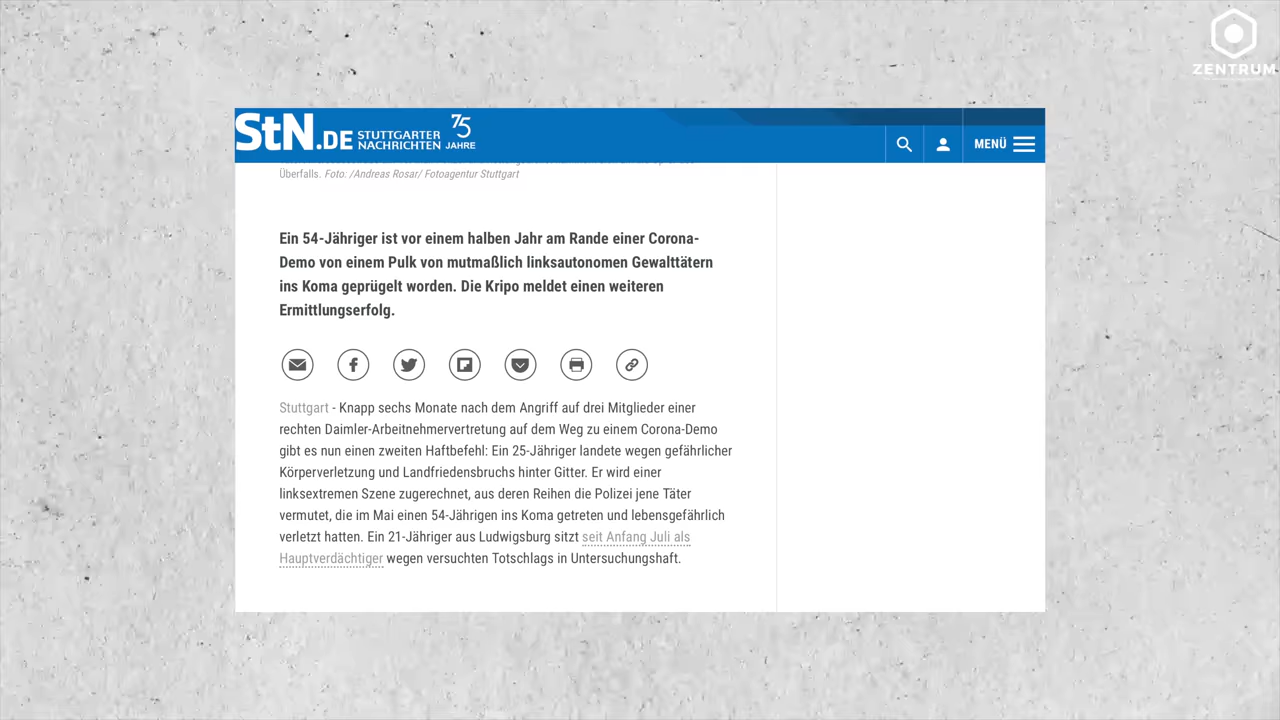 ZENTRUM
StN.DE STUTTGARTER NACHRICHTEN 75 JAHRE
MENÜ
Überfalls. Foto: /Andreas Rosar/ Fotoagentur Stuttgart
Ein 54-Jähriger ist vor einem halben Jahr am Rande einer Corona-
Demo von einem Pulk von mutmaßlich linksautonomen Gewalttätern
ins Koma geprügelt worden. Die Kripo meldet einen weiteren
Ermittlungserfolg.
Stuttgart - Knapp sechs Monate nach dem Angriff auf drei Mitglieder einer
rechten Daimler-Arbeitnehmervertretung auf dem Weg zu einem Corona-Demo
gibt es nun einen zweiten Haftbefehl: Ein 25-Jähriger landete wegen gefährlicher
Körperverletzung und Landfriedensbruchs hinter Gitter. Er wird einer
linksextremen Szene zugerechnet, aus deren Reihen die Polizei jene Täter
vermutet, die im Mai einen 54-Jährigen ins Koma getreten und lebensgefährlich
verletzt hatten. Ein 21-Jähriger aus Ludwigsburg sitzt seit Anfang Juli als
Hauptverdächtiger wegen versuchten Totschlags in Untersuchungshaft.